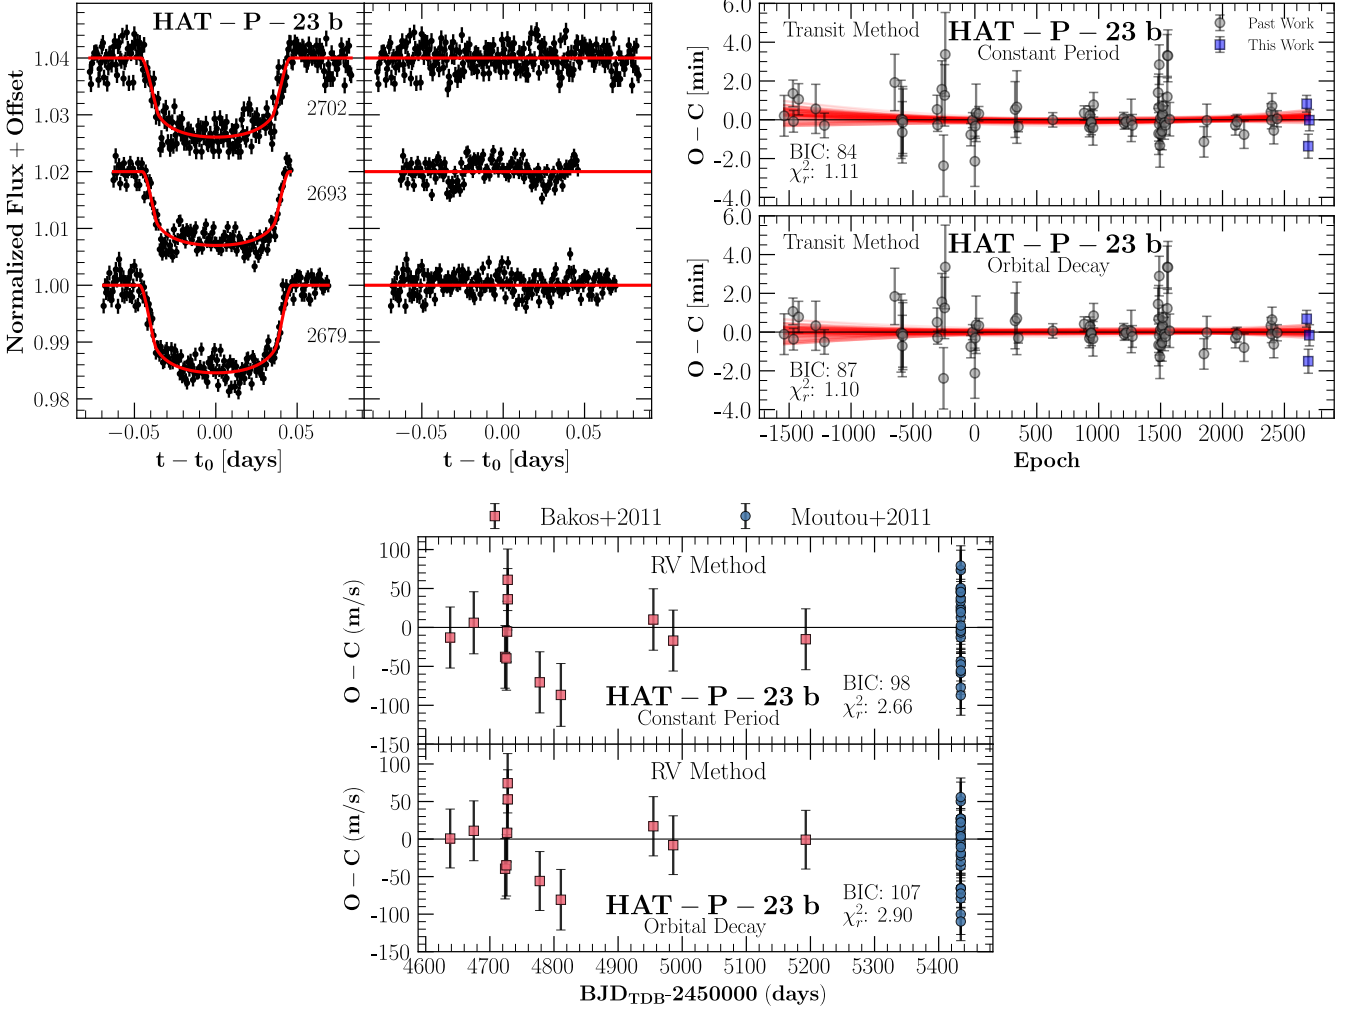 HAT − P − 23 b
Normalized Flux + Offset
1.04
1.03
1.02
1.01
1.00
0.99
0.98
2702
2693
2679
−0.05
0.00
0.05
−0.05
0.00
0.05
t − t0 [days]
t − t0 [days]
Transit Method
HAT − P − 23 b
Constant Period
Past Work
This Work
O − C [min]
6.0
4.0
2.0
0.0
-2.0
-4.0
BIC: 84
χ²r: 1.11
Transit Method
HAT − P − 23 b
Orbital Decay
O − C [min]
6.0
4.0
2.0
0.0
-2.0
-4.0
BIC: 87
χ²r: 1.10
-1500
-1000
-500
0
500
1000
1500
2000
2500
Epoch
Bakos+2011
Moutou+2011
RV Method
O − C (m/s)
100
50
0
-50
-100
-150
HAT − P − 23 b
Constant Period
BIC: 98
χ²r: 2.66
RV Method
O − C (m/s)
100
50
0
-50
-100
-150
HAT − P − 23 b
Orbital Decay
BIC: 107
χ²r: 2.90
4600
4700
4800
4900
5000
5100
5200
5300
5400
BJDTDB-2450000 (days)